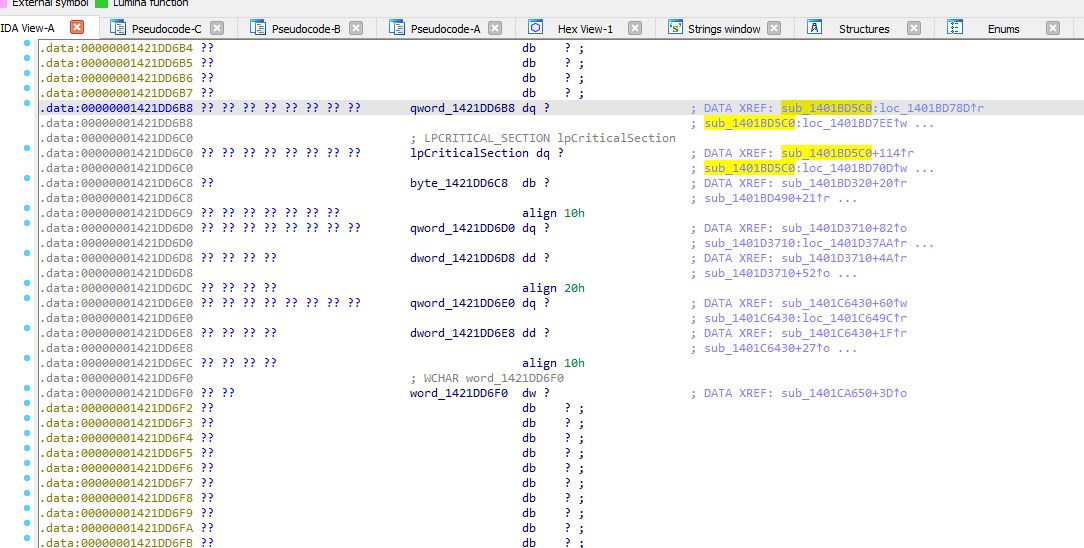 External symbol Lumina function
IDA View-A Pseudocode-C Pseudocode-B Pseudocode-A Hex View-1 Strings window Structures Enums
.data:00000001421DD6B4 ?? db ? ;
.data:00000001421DD6B5 ?? db ? ;
.data:00000001421DD6B6 ?? db ? ;
.data:00000001421DD6B7 ?? db ? ;
.data:00000001421DD6B8 ?? ?? ?? ?? ?? ?? ?? ?? qword_1421DD6B8 dq ? ; DATA XREF: sub_1401BD5C0:loc_1401BD78D↑r
.data:00000001421DD6B8 ; sub_1401BD5C0:loc_1401BD7EE↑w ...
.data:00000001421DD6C0 ; LPCRITICAL_SECTION lpCriticalSection
.data:00000001421DD6C0 ?? ?? ?? ?? ?? ?? ?? ?? lpCriticalSection dq ? ; DATA XREF: sub_1401BD5C0+114↑r
.data:00000001421DD6C0 ; sub_1401BD5C0:loc_1401BD70D↑w ...
.data:00000001421DD6C8 ?? byte_1421DD6C8 db ? ; DATA XREF: sub_1401BD320+20↑r
.data:00000001421DD6C8 ; sub_1401BD490+21↑r ...
.data:00000001421DD6C9 ?? ?? ?? ?? ?? ?? ?? align 10h
.data:00000001421DD6D0 ?? ?? ?? ?? ?? ?? ?? ?? qword_1421DD6D0 dq ? ; DATA XREF: sub_1401D3710+82↑o
.data:00000001421DD6D0 ; sub_1401D3710:loc_1401D37AA↑r ...
.data:00000001421DD6D8 ?? ?? ?? ?? dword_1421DD6D8 dd ? ; DATA XREF: sub_1401D3710+4A↑r
.data:00000001421DD6D8 ; sub_1401D3710+52↑o ...
.data:00000001421DD6DC ?? ?? ?? ?? align 20h
.data:00000001421DD6E0 ?? ?? ?? ?? ?? ?? ?? ?? qword_1421DD6E0 dq ? ; DATA XREF: sub_1401C6430+60↑w
.data:00000001421DD6E0 ; sub_1401C6430:loc_1401C649C↑r
.data:00000001421DD6E8 ?? ?? ?? ?? dword_1421DD6E8 dd ? ; DATA XREF: sub_1401C6430+1F↑r
.data:00000001421DD6E8 ; sub_1401C6430+27↑o ...
.data:00000001421DD6EC ?? ?? ?? ?? align 10h
.data:00000001421DD6F0 ; WCHAR word_1421DD6F0
.data:00000001421DD6F0 ?? ?? word_1421DD6F0 dw ? ; DATA XREF: sub_1401CA650+3D↑o
.data:00000001421DD6F2 ?? db ? ;
.data:00000001421DD6F3 ?? db ? ;
.data:00000001421DD6F4 ?? db ? ;
.data:00000001421DD6F5 ?? db ? ;
.data:00000001421DD6F6 ?? db ? ;
.data:00000001421DD6F7 ?? db ? ;
.data:00000001421DD6F8 ?? db ? ;
.data:00000001421DD6F9 ?? db ? ;
.data:00000001421DD6FA ?? db ? ;
.data:00000001421DD6FB ?? db ? ;